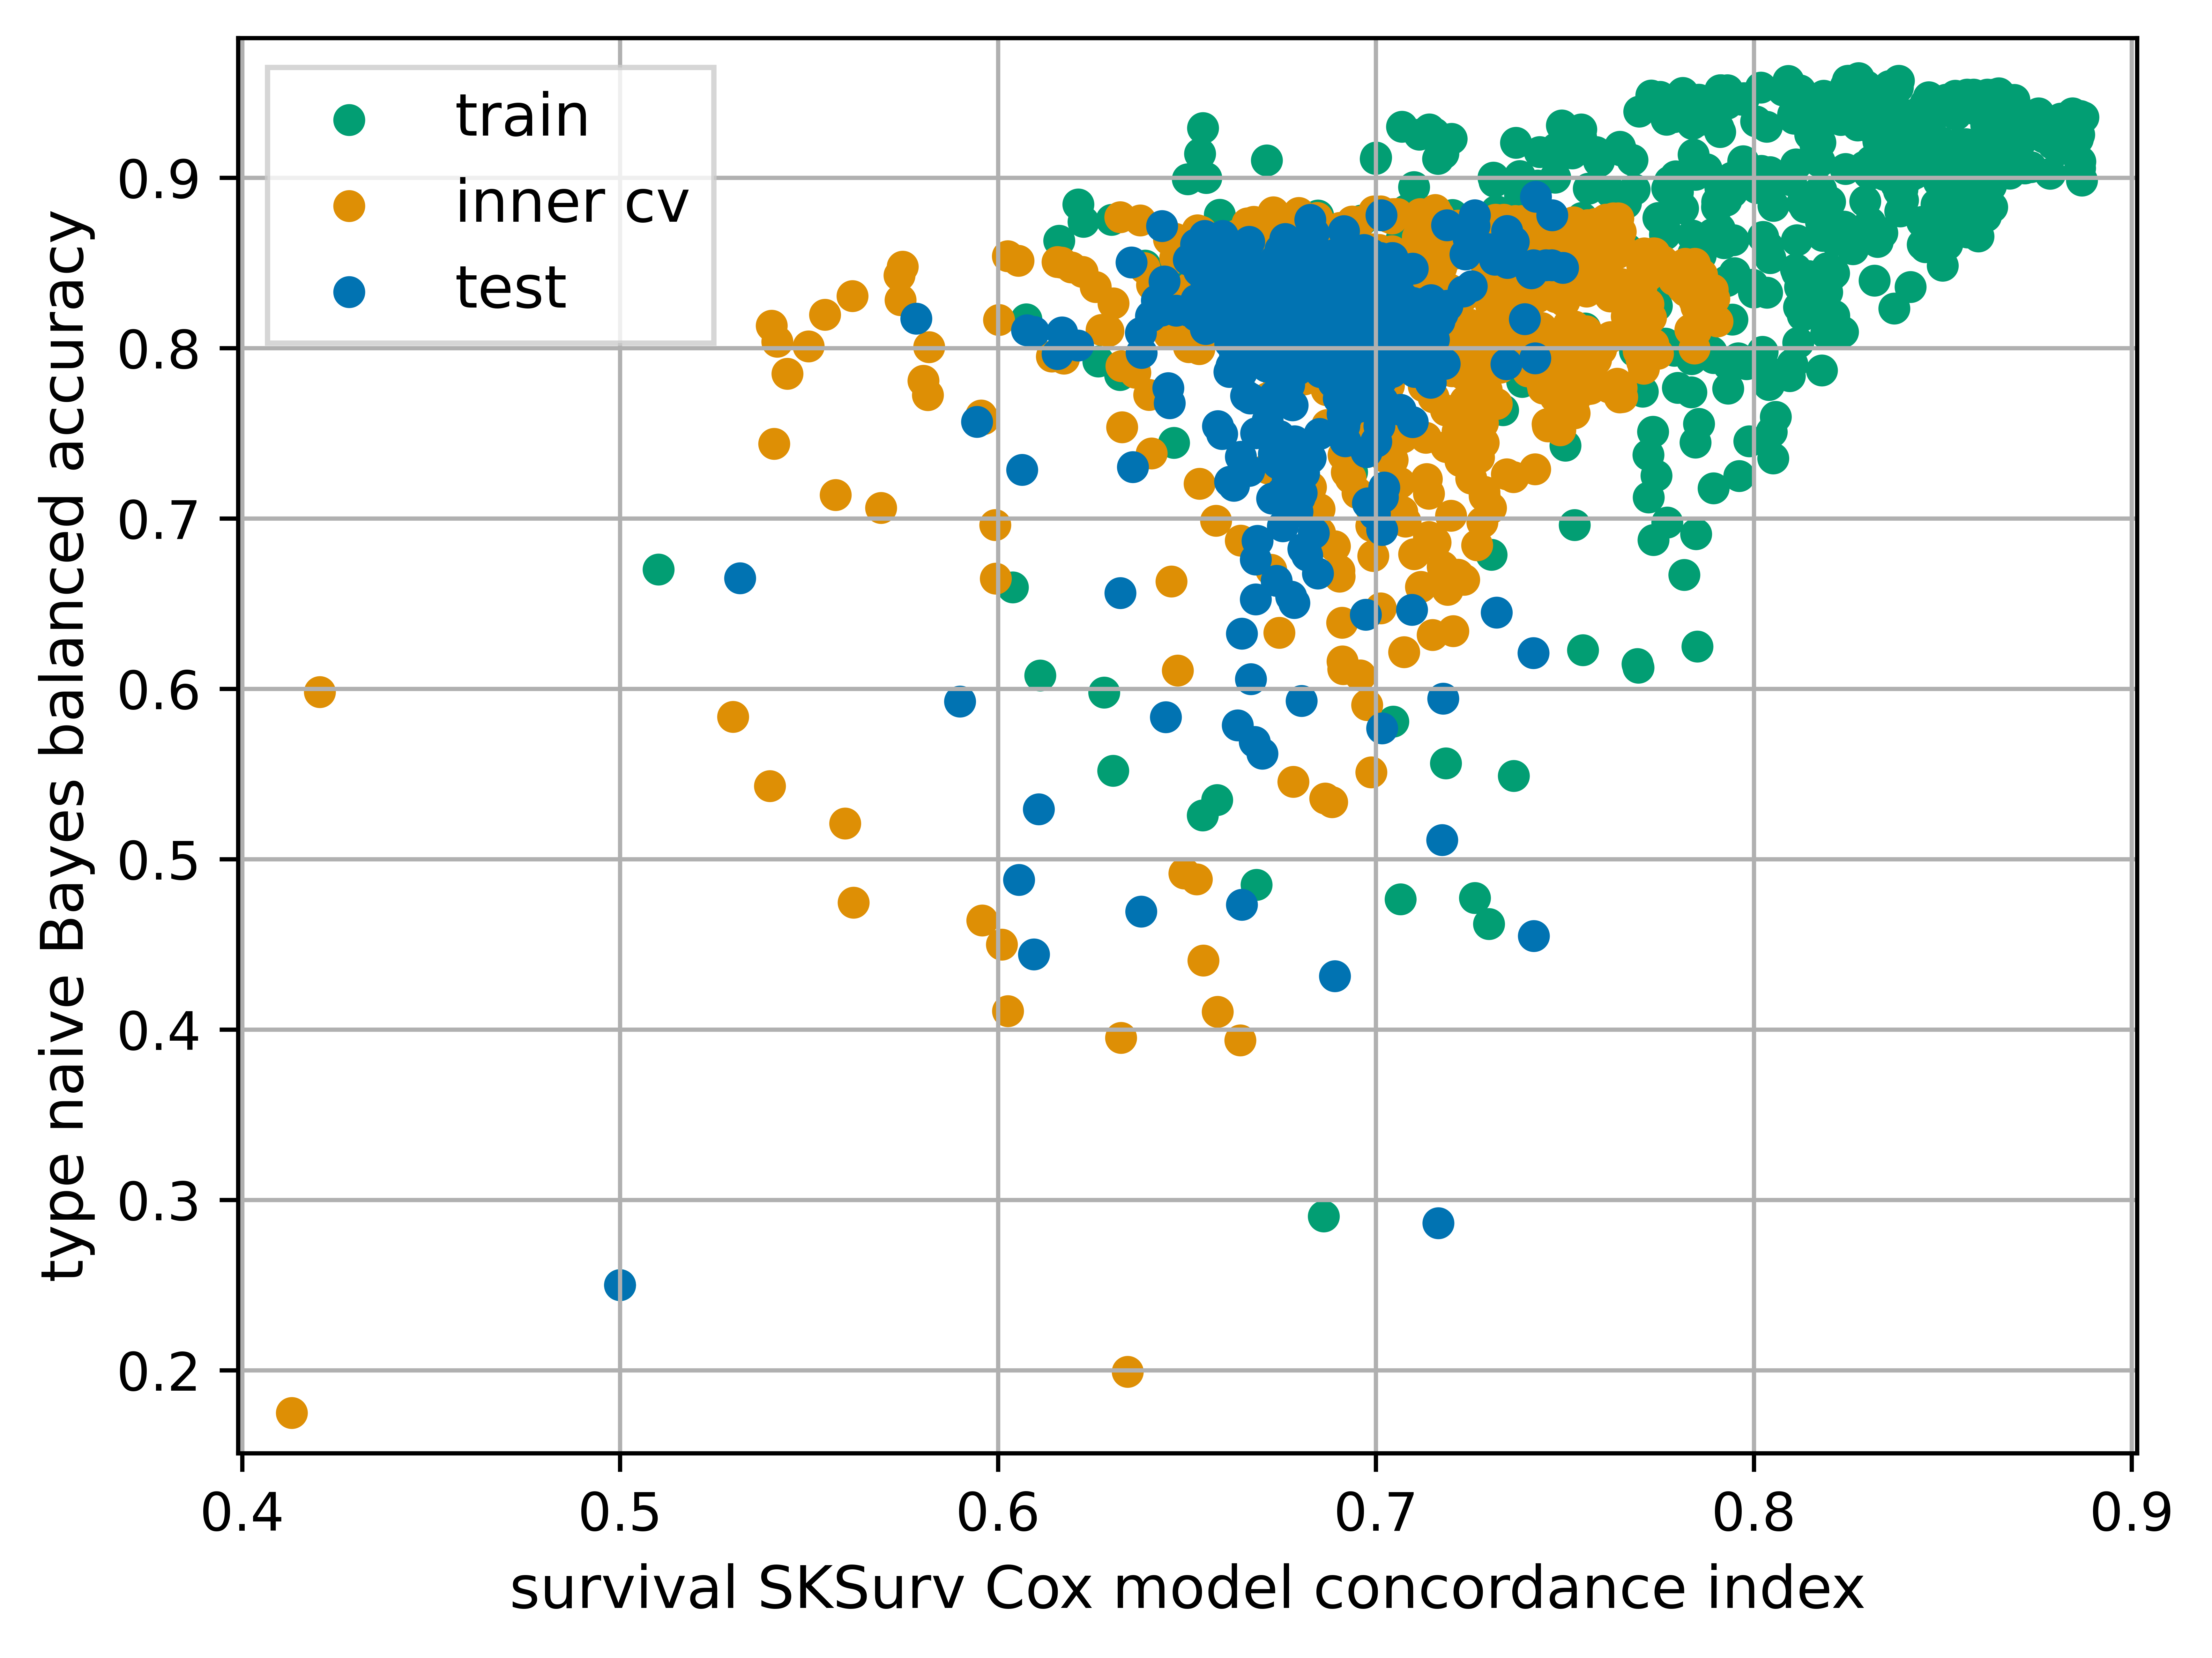 train
inner cv
test
0.9
0.8
0.7
0.6
0.5
0.4
0.3
0.2
type naive Bayes balanced accuracy
0.4 0.5 0.6 0.7 0.8 0.9
survival SKSurv Cox model concordance index